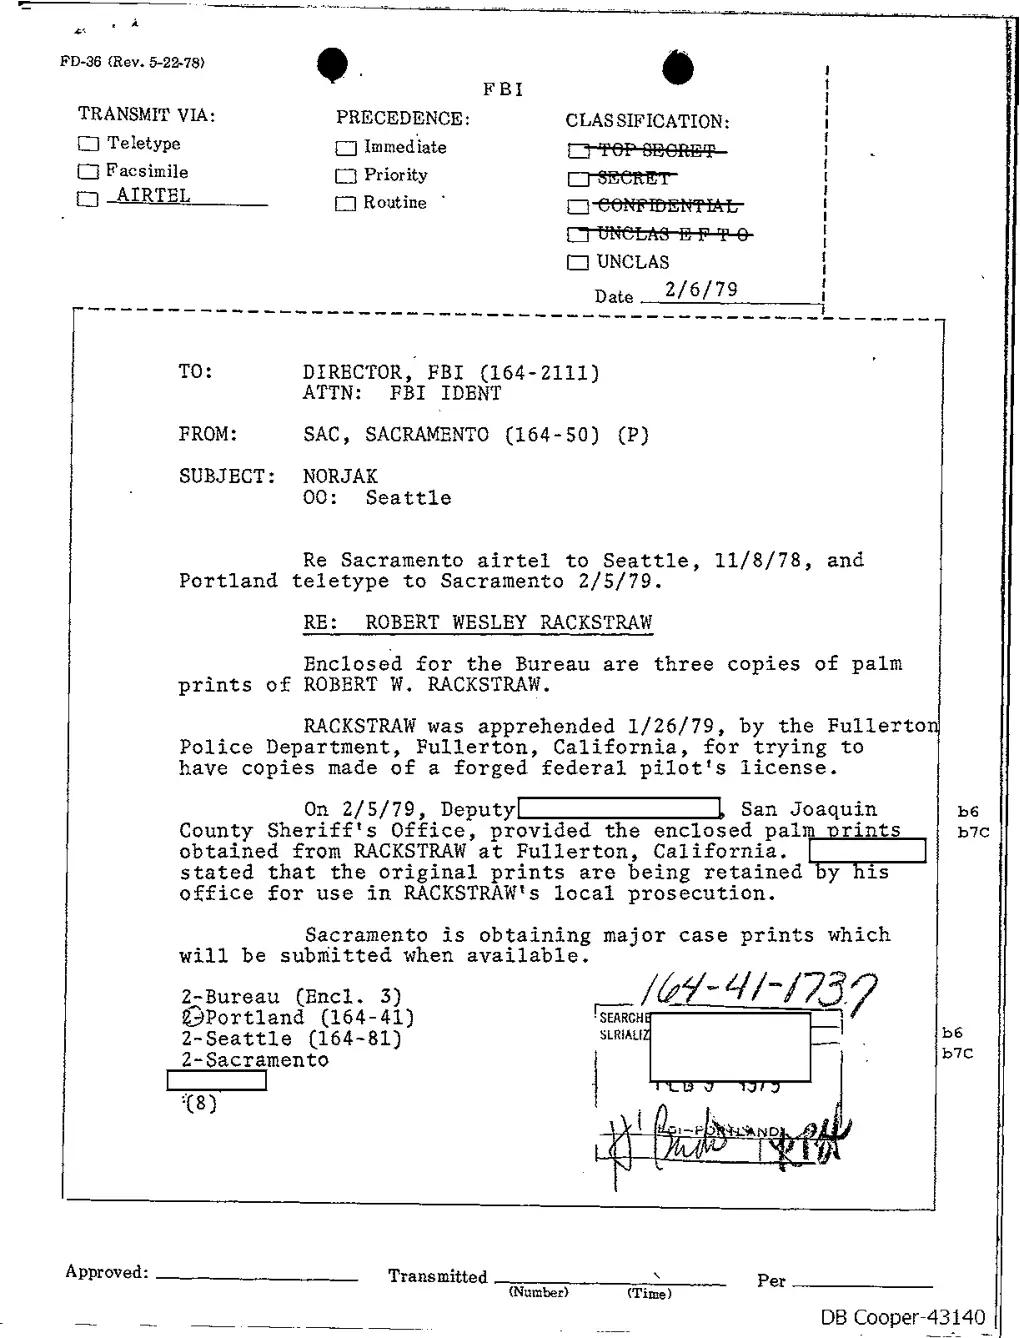 FD-36 (Rev. 5-22-78)
FBI
TRANSMIT VIA:
Teletype
Facsimile
AIRTEL
PRECEDENCE:
Immediate
Priority
Routine
CLASSIFICATION:
TOP SECRET
SECRET
CONFIDENTIAL
UNCLAS E F T O
UNCLAS
Date 2/6/79
TO: DIRECTOR, FBI (164-2111)
ATTN: FBI IDENT
FROM: SAC, SACRAMENTO (164-50) (P)
SUBJECT: NORJAK
OO: Seattle
Re Sacramento airtel to Seattle, 11/8/78, and
Portland teletype to Sacramento 2/5/79.
RE: ROBERT WESLEY RACKSTRAW
Enclosed for the Bureau are three copies of palm
prints of ROBERT W. RACKSTRAW.
RACKSTRAW was apprehended 1/26/79, by the Fullerton
Police Department, Fullerton, California, for trying to
have copies made of a forged federal pilot's license.
On 2/5/79, Deputy , San Joaquin
County Sheriff's Office, provided the enclosed palm prints
obtained from RACKSTRAW at Fullerton, California.
stated that the original prints are being retained by his
office for use in RACKSTRAW's local prosecution.
b6
b7C
Sacramento is obtaining major case prints which
will be submitted when available.
2-Bureau (Encl. 3)
2-Portland (164-41)
2-Seattle (164-81)
2-Sacramento
(8)
164-41-1737
SEARCHE
SERIALIZ
FBI-PORTLAND
b6
b7C
Approved:
Transmitted
(Number) (Time)
Per
DB Cooper-43140